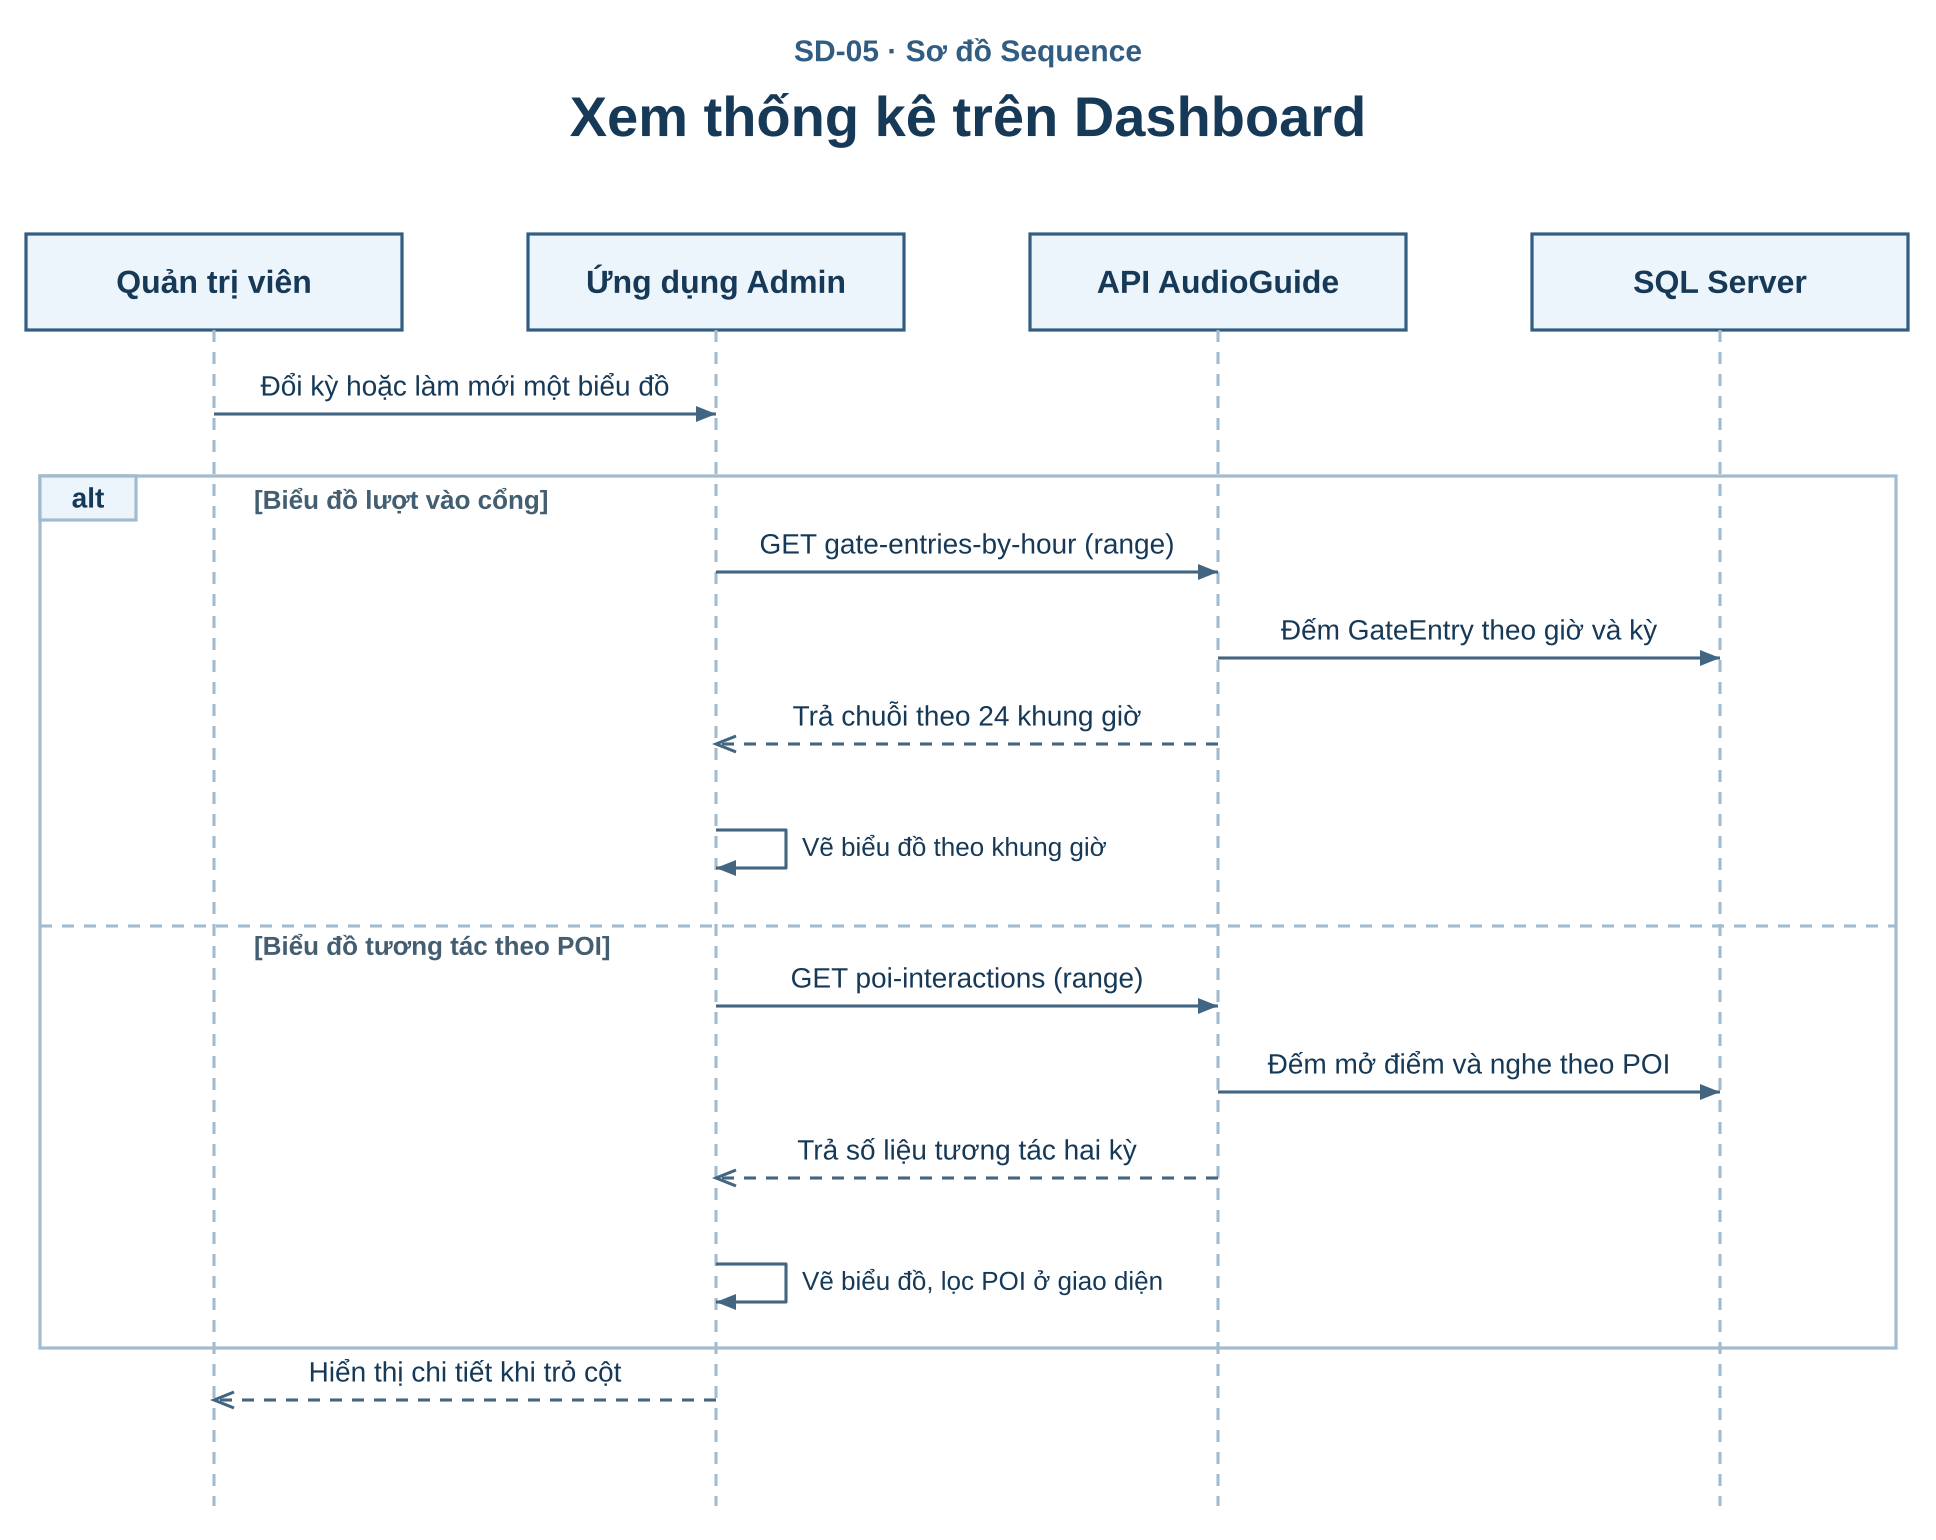 SD-05 · Sơ đồ Sequence
Xem thống kê trên Dashboard
Quản trị viên
Ứng dụng Admin
API AudioGuide
SQL Server
Đổi kỳ hoặc làm mới một biểu đồ
alt
[Biểu đồ lượt vào cổng]
GET gate-entries-by-hour (range)
Đếm GateEntry theo giờ và kỳ
Trả chuỗi theo 24 khung giờ
Vẽ biểu đồ theo khung giờ
[Biểu đồ tương tác theo POI]
GET poi-interactions (range)
Đếm mở điểm và nghe theo POI
Trả số liệu tương tác hai kỳ
Vẽ biểu đồ, lọc POI ở giao diện
Hiển thị chi tiết khi trỏ cột